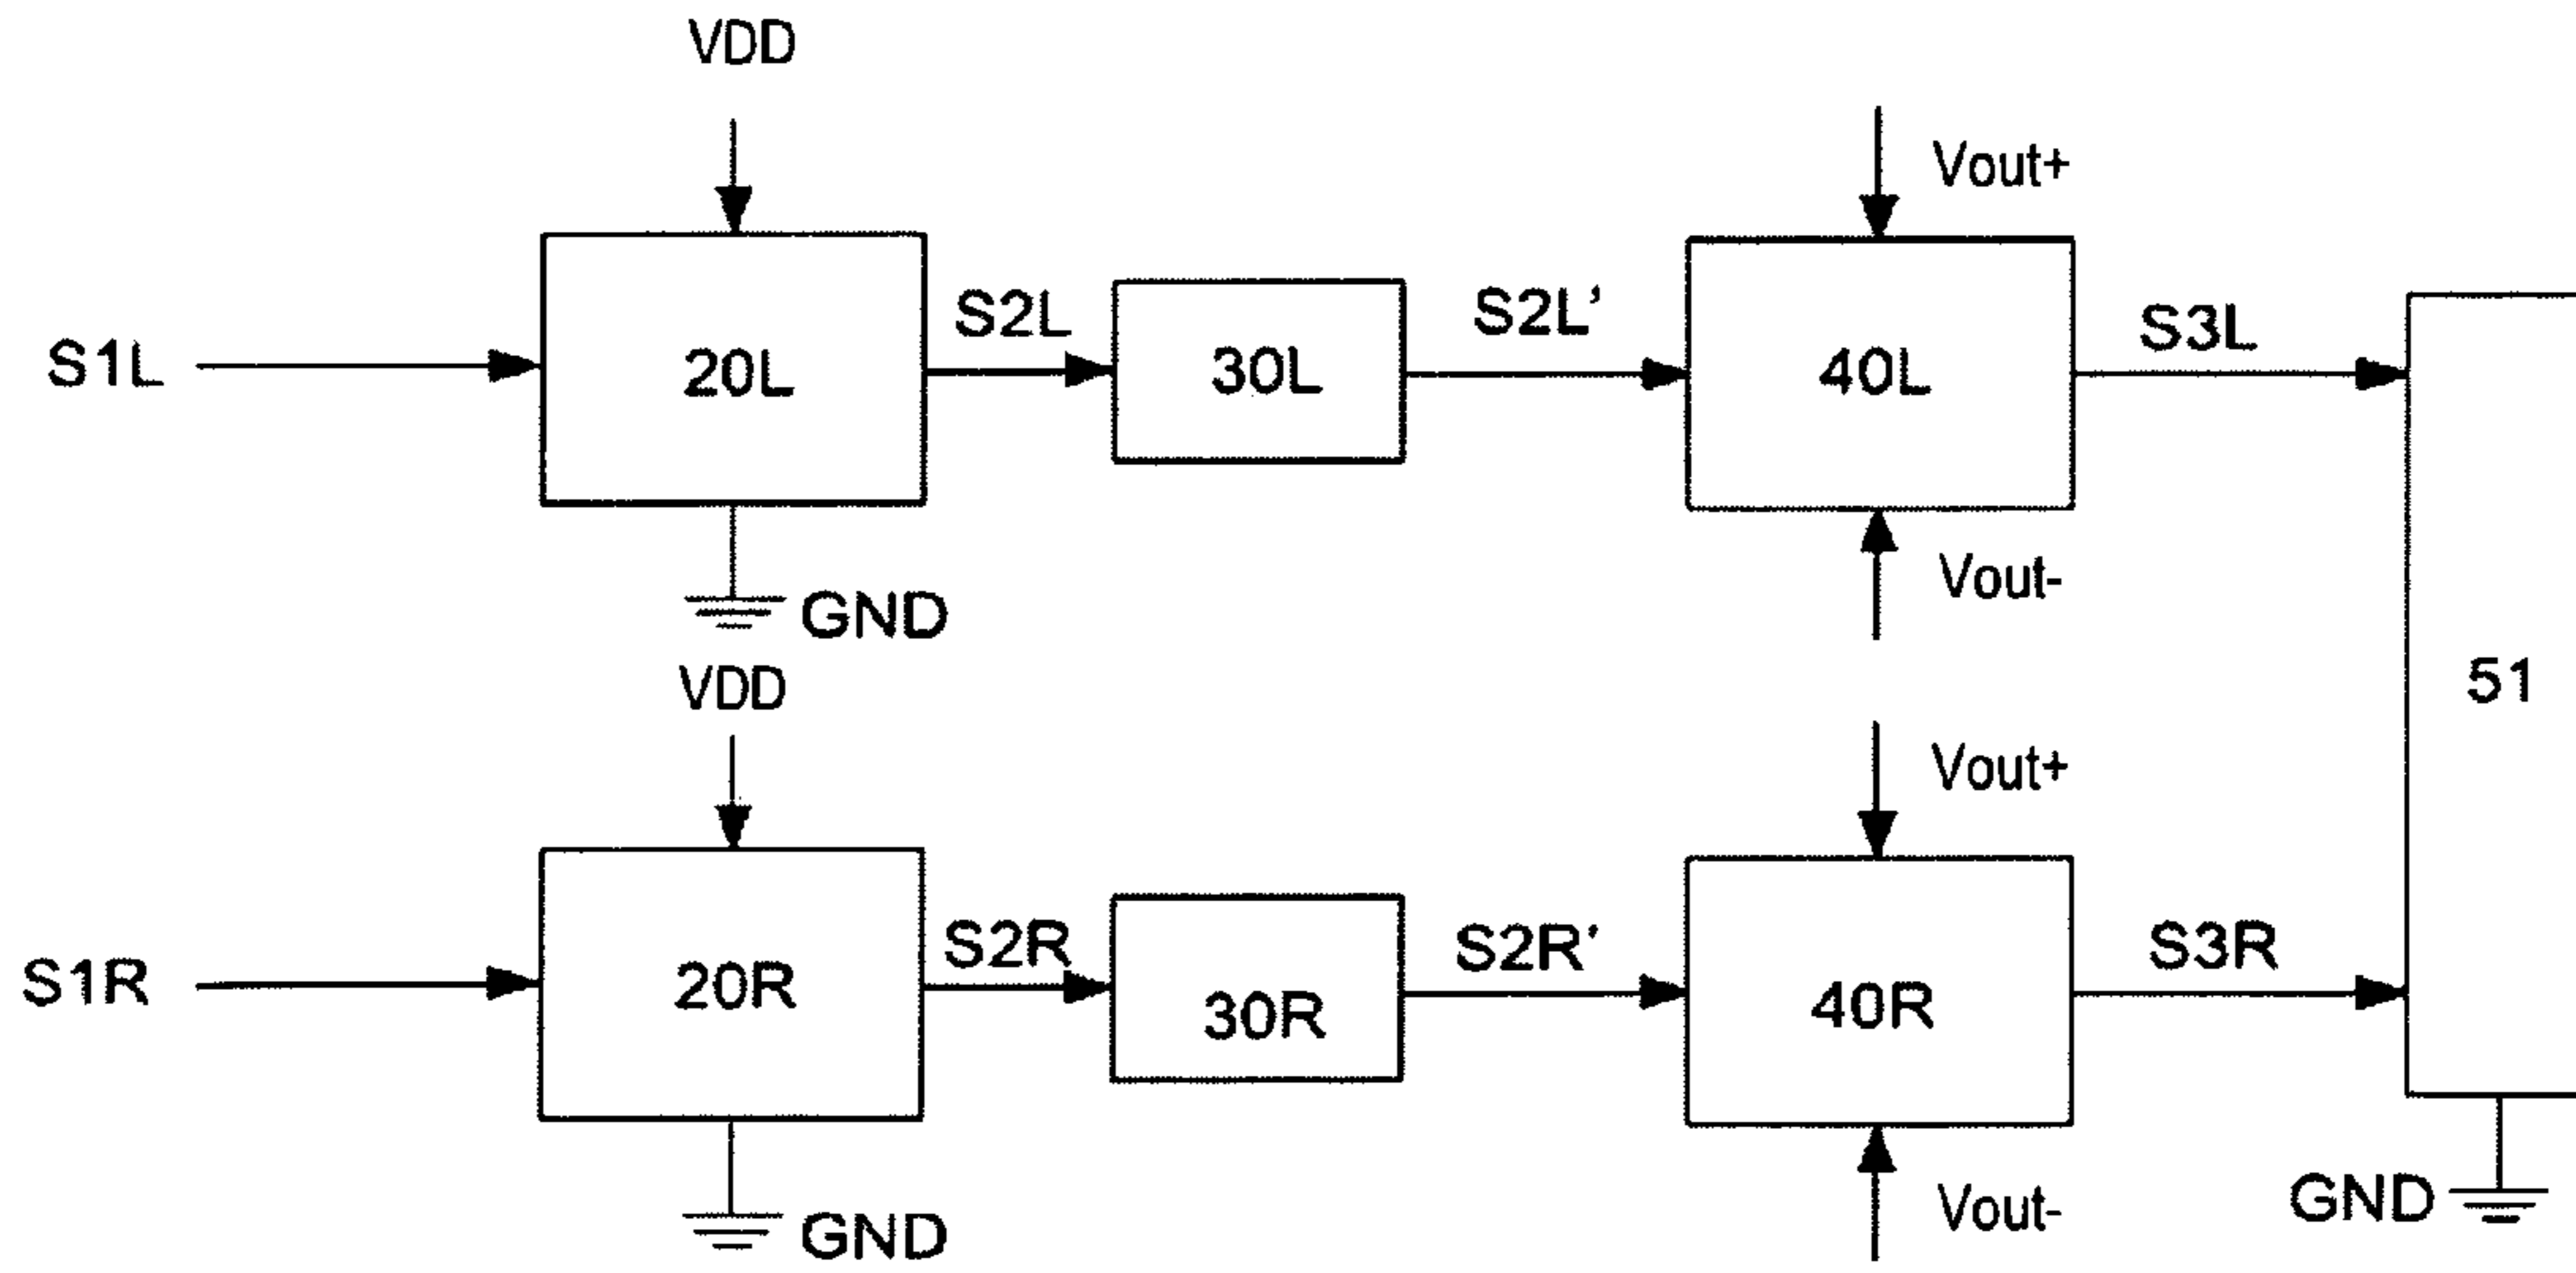 VDD
Vout+
S1L
20L
S2L
30L
S2L’
40L
S3L
GND
Vout-
VDD
51
Vout+
S1R
20R
S2R
30R
S2R’
40R
S3R
GND
Vout-
GND